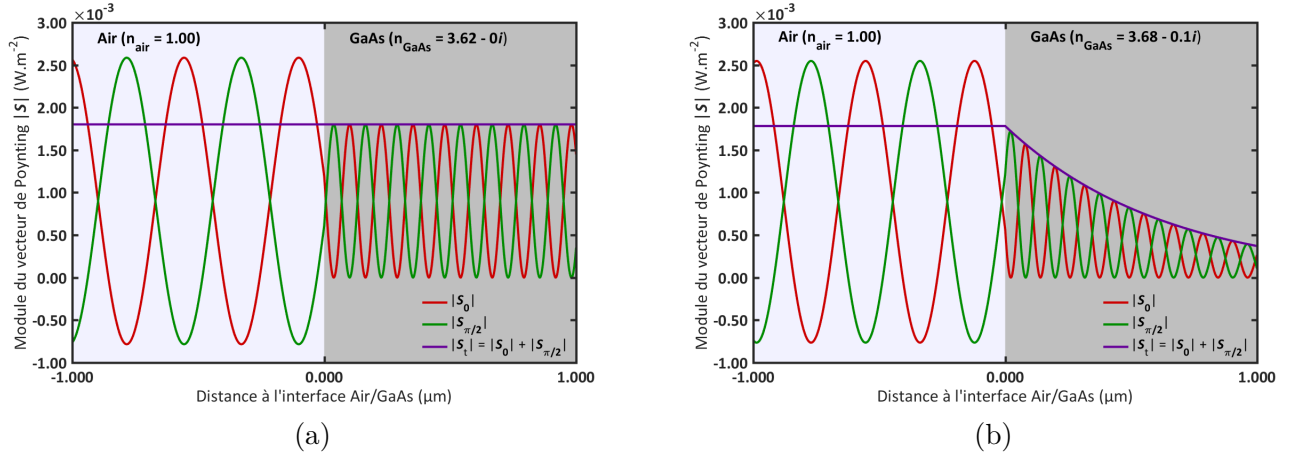 ×10⁻³
3.00
2.50
2.00
1.50
1.00
0.50
0.00
-0.50
-1.00
Module du vecteur de Poynting |S| (W.m⁻²)
Air (n_air = 1.00)
GaAs (n_GaAs = 3.62 - 0i)
|S_0|
|S_π/2|
|S_t| = |S_0| + |S_π/2|
-1.000
0.000
1.000
Distance à l'interface Air/GaAs (µm)
(a)
×10⁻³
3.00
2.50
2.00
1.50
1.00
0.50
0.00
-0.50
-1.00
Module du vecteur de Poynting |S| (W.m⁻²)
Air (n_air = 1.00)
GaAs (n_GaAs = 3.68 - 0.1i)
|S_0|
|S_π/2|
|S_t| = |S_0| + |S_π/2|
-1.000
0.000
1.000
Distance à l'interface Air/GaAs (µm)
(b)